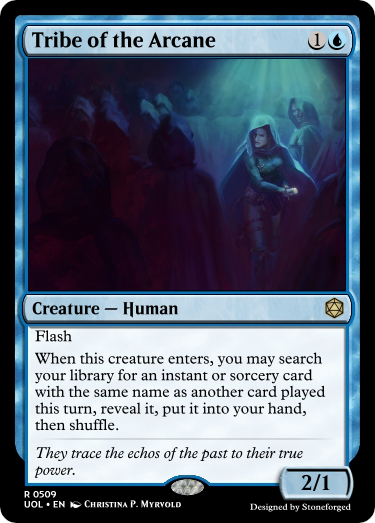 Tribe of the Arcane 1
Creature — Human
Flash
When this creature enters, you may search
your library for an instant or sorcery card
with the same name as another card played
this turn, reveal it, put it into your hand,
then shuffle.
They trace the echos of the past to their true
power.
2/1
R 0509
UOL • EN Christina P. Myrvold
Designed by Stoneforged